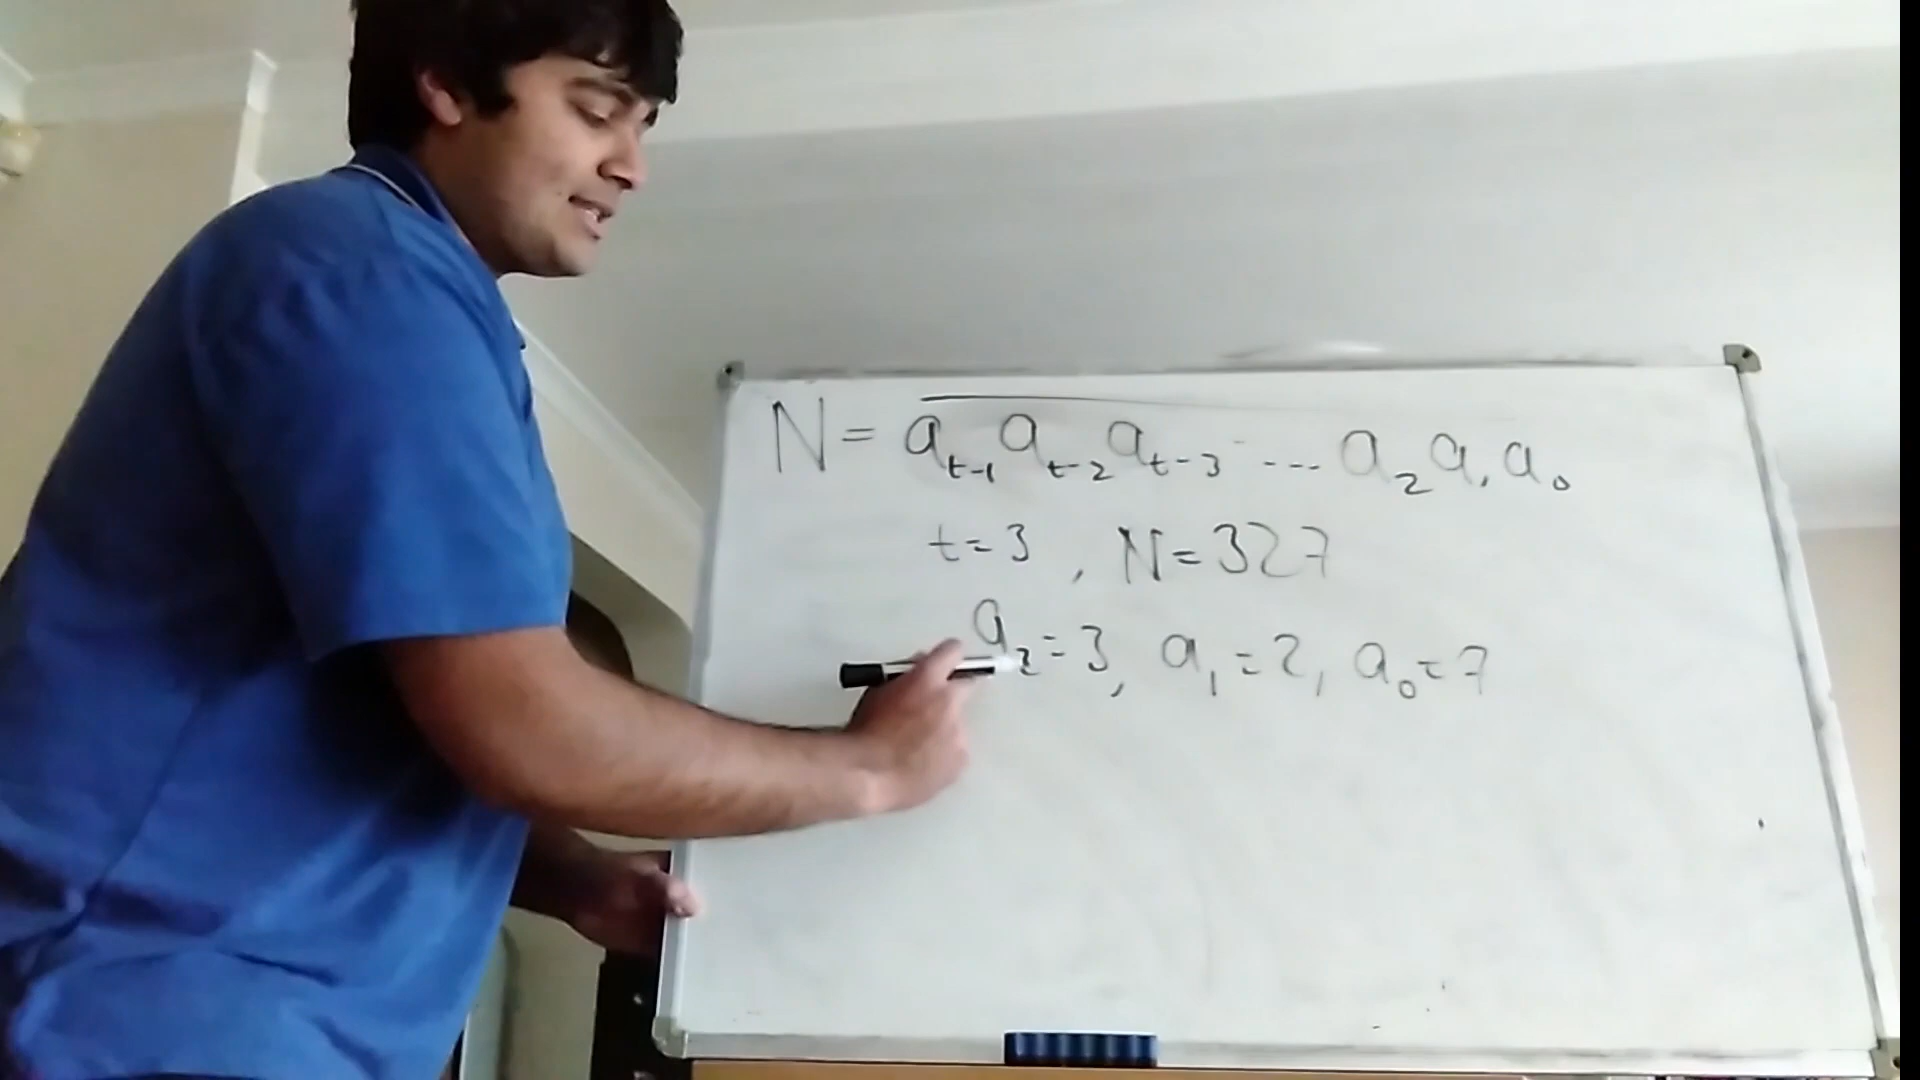 N = a_{t-1} a_{t-2} a_{t-3} ... a_2 a_1 a_0
t = 3 , N = 327
a_2 = 3, a_1 = 2, a_0 = 7